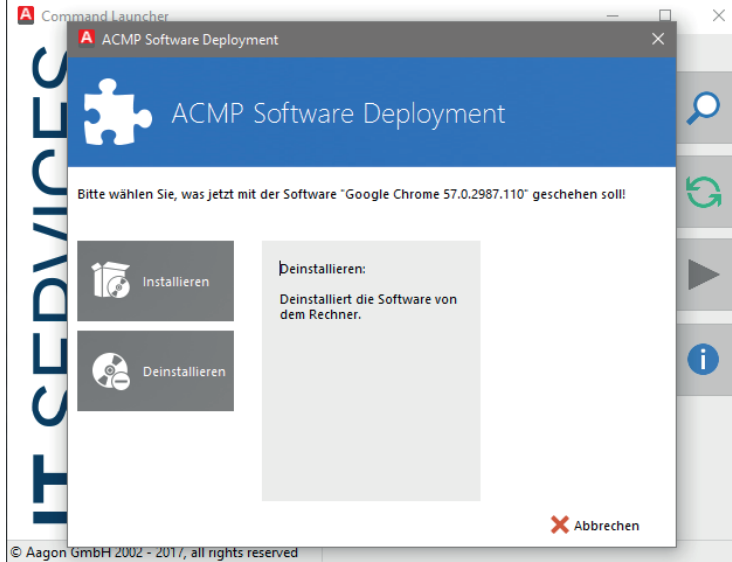 Command Launcher
ACMP Software Deployment
ACMP Software Deployment
Bitte wählen Sie, was jetzt mit der Software "Google Chrome 57.0.2987.110" geschehen soll!
Installieren
Deinstallieren
Deinstallieren:
Deinstalliert die Software von
dem Rechner.
Abbrechen
IT SERVICES
© Aagon GmbH 2002 - 2017, all rights reserved